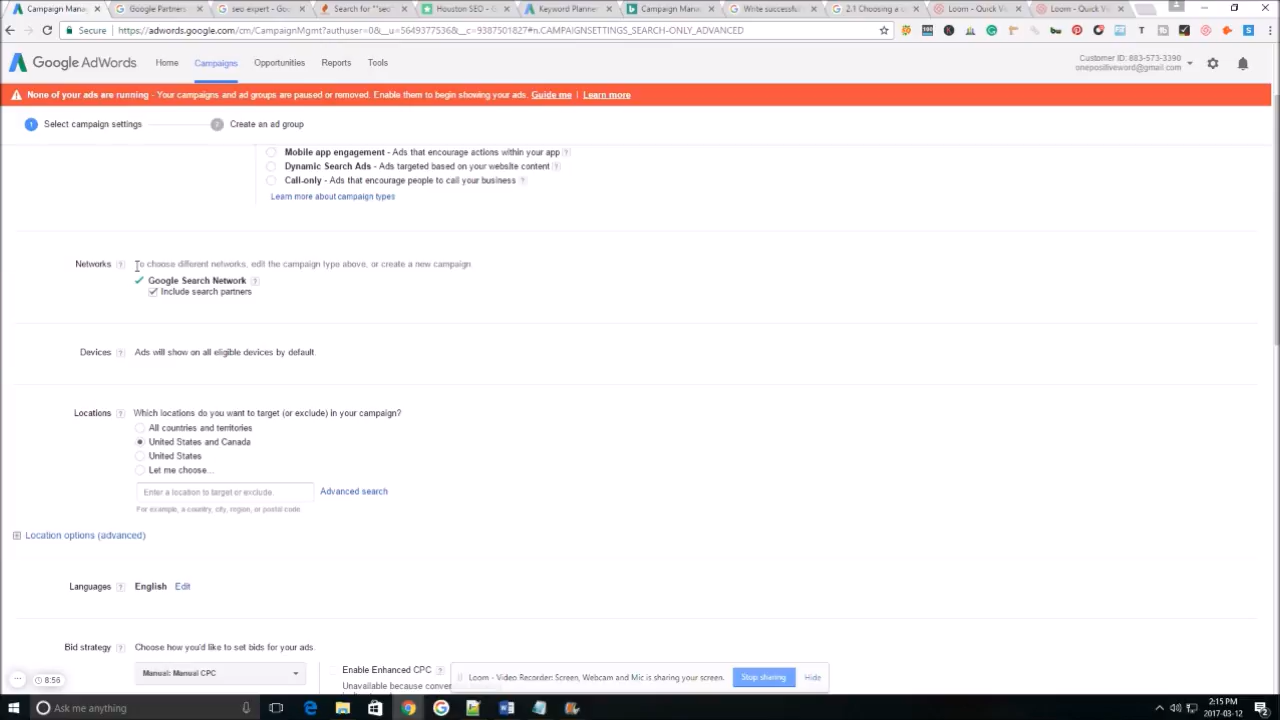 Campaign Mana
Google Partners
seo expert - Goo
Search for "'seo
Houston SEO - G
Keyword Planner
Campaign Mana
Write successfu
2.1 Choosing a c
Loom - Quick Vi
Loom - Quick Vi
Secure https://adwords.google.com/cm/CampaignMgmt?authuser=0&__u=5649377536&__c=9387501827#n.CAMPAIGNSETTINGS_SEARCH-ONLY_ADVANCED
Google AdWords Home Campaigns Opportunities Reports Tools
Customer ID: 883-573-3390
onepositiveword@gmail.com
None of your ads are running - Your campaigns and ad groups are paused or removed. Enable them to begin showing your ads. Guide me | Learn more
1 Select campaign settings 2 Create an ad group
Mobile app engagement - Ads that encourage actions within your app ?
Dynamic Search Ads - Ads targeted based on your website content ?
Call-only - Ads that encourage people to call your business ?
Learn more about campaign types
Networks ? To choose different networks, edit the campaign type above, or create a new campaign
Google Search Network ?
Include search partners
Devices ? Ads will show on all eligible devices by default.
Locations ? Which locations do you want to target (or exclude) in your campaign?
All countries and territories
United States and Canada
United States
Let me choose...
Enter a location to target or exclude. Advanced search
For example, a country, city, region, or postal code
Location options (advanced)
Languages ? English Edit
Bid strategy ? Choose how you'd like to set bids for your ads.
Manual: Manual CPC Enable Enhanced CPC ?
Unavailable because conver
Loom - Video Recorder: Screen, Webcam and Mic is sharing your screen. Stop sharing Hide
8:56
Ask me anything
2:15 PM
2017-03-12